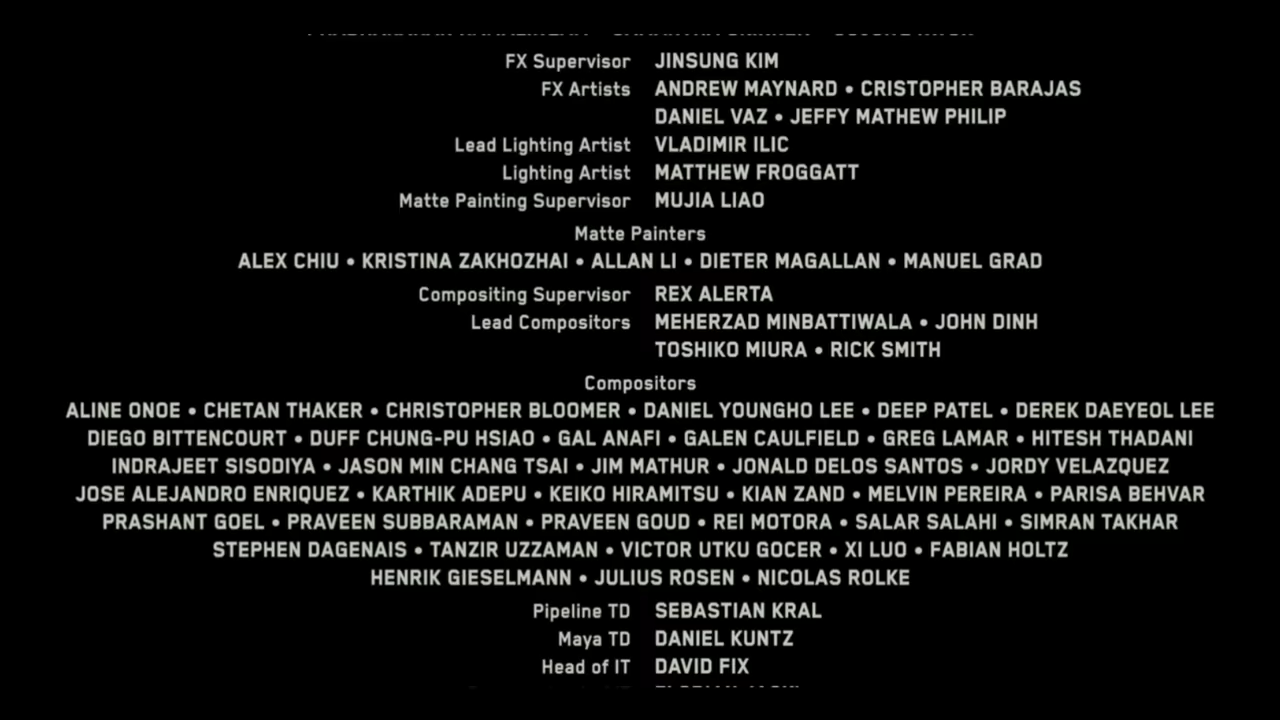 FX Supervisor JINSUNG KIM
FX Artists ANDREW MAYNARD • CRISTOPHER BARAJAS
DANIEL VAZ • JEFFY MATHEW PHILIP
Lead Lighting Artist VLADIMIR ILIC
Lighting Artist MATTHEW FROGGATT
Matte Painting Supervisor MUJIA LIAO
Matte Painters
ALEX CHIU • KRISTINA ZAKHOZHAI • ALLAN LI • DIETER MAGALLAN • MANUEL GRAD
Compositing Supervisor REX ALERTA
Lead Compositors MEHERZAD MINBATTIWALA • JOHN DINH
TOSHIKO MIURA • RICK SMITH
Compositors
ALINE ONOE • CHETAN THAKER • CHRISTOPHER BLOOMER • DANIEL YOUNGHO LEE • DEEP PATEL • DEREK DAEYEOL LEE
DIEGO BITTENCOURT • DUFF CHUNG-PU HSIAO • GAL ANAFI • GALEN CAULFIELD • GREG LAMAR • HITESH THADANI
INDRAJEET SISODIYA • JASON MIN CHANG TSAI • JIM MATHUR • JONALD DELOS SANTOS • JORDY VELAZQUEZ
JOSE ALEJANDRO ENRIQUEZ • KARTHIK ADEPU • KEIKO HIRAMITSU • KIAN ZAND • MELVIN PEREIRA • PARISA BEHVAR
PRASHANT GOEL • PRAVEEN SUBBARAMAN • PRAVEEN GOUD • REI MOTORA • SALAR SALAHI • SIMRAN TAKHAR
STEPHEN DAGENAIS • TANZIR UZZAMAN • VICTOR UTKU GOCER • XI LUO • FABIAN HOLTZ
HENRIK GIESELMANN • JULIUS ROSEN • NICOLAS ROLKE
Pipeline TD SEBASTIAN KRAL
Maya TD DANIEL KUNTZ
Head of IT DAVID FIX